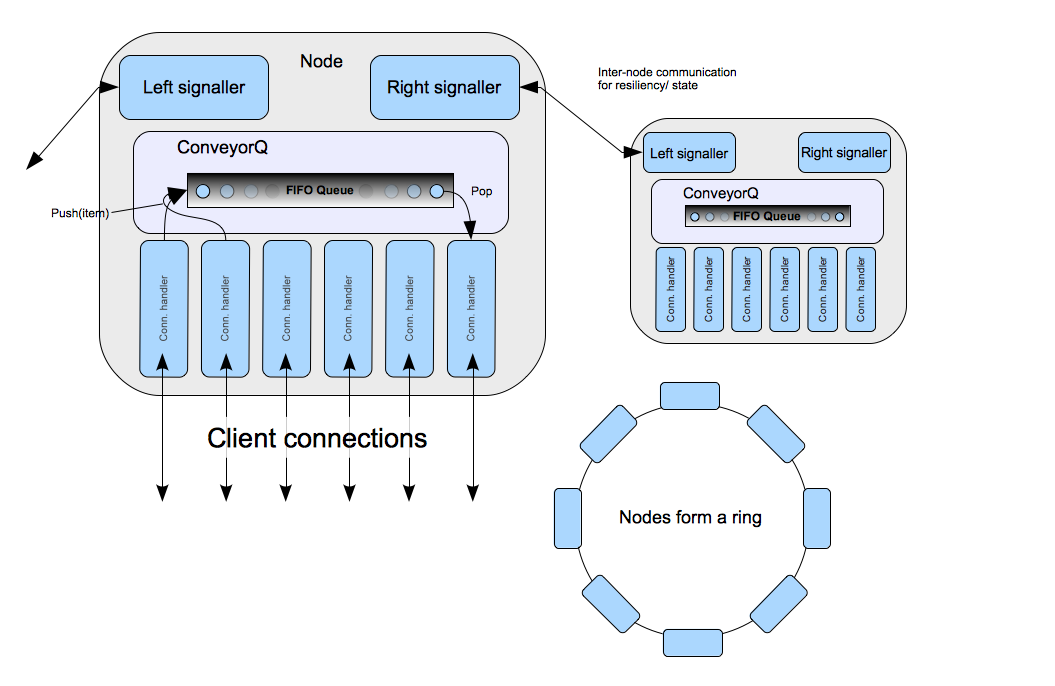 Node
Left signaller
Right signaller
ConveyorQ
FIFO Queue
Push(item)
Pop
Conn. handler
Conn. handler
Conn. handler
Conn. handler
Conn. handler
Conn. handler
Client connections
Inter-node communication
for resiliency/ state
Left signaller
Right signaller
ConveyorQ
FIFO Queue
Conn. handler
Conn. handler
Conn. handler
Conn. handler
Conn. handler
Conn. handler
Nodes form a ring